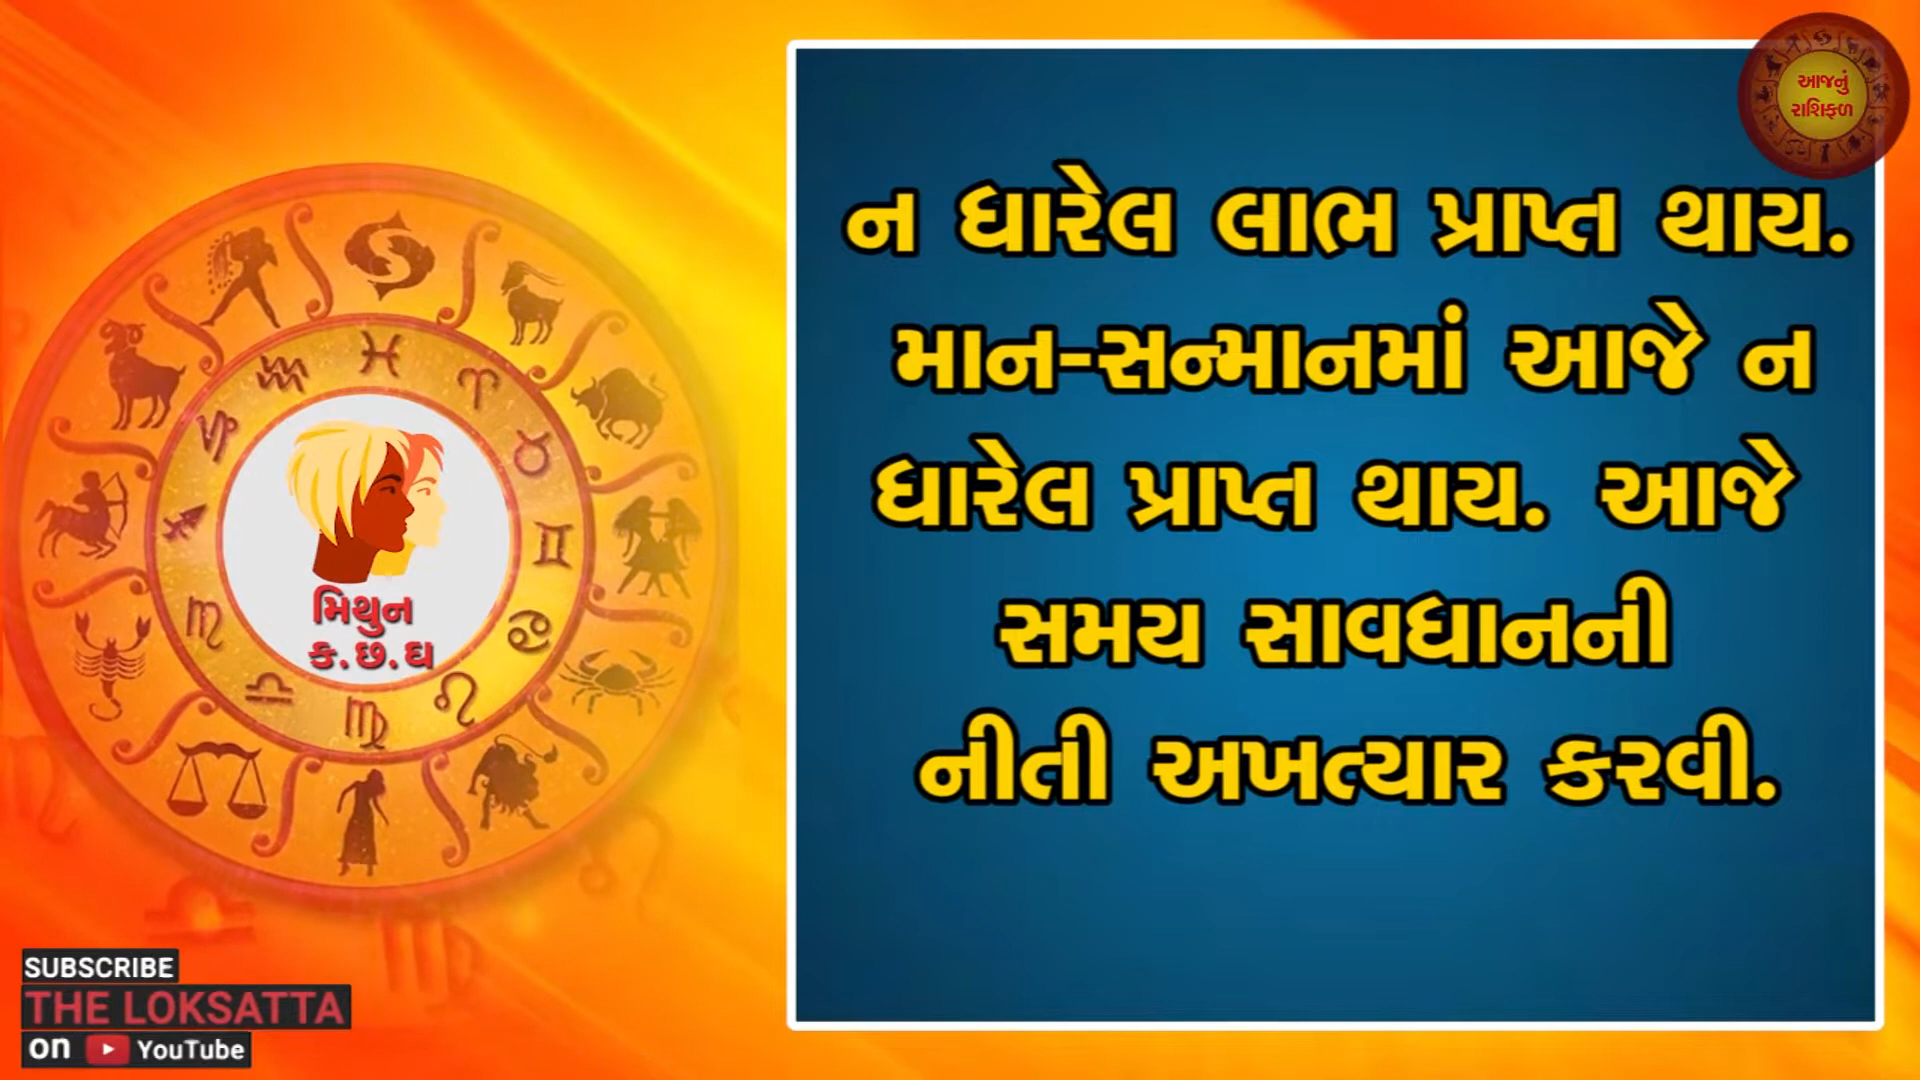 આજનું
રાશિફળ
ન ધારેલ લાભ પ્રાપ્ત થાય.
માન-સન્માનમાં આજે ન
ધારેલ પ્રાપ્ત થાય. આજે
સમય સાવધાનની
નીતી અખત્યાર કરવી.
મિથુન
ક.છ.ઘ
SUBSCRIBE
THE LOKSATTA
on YouTube